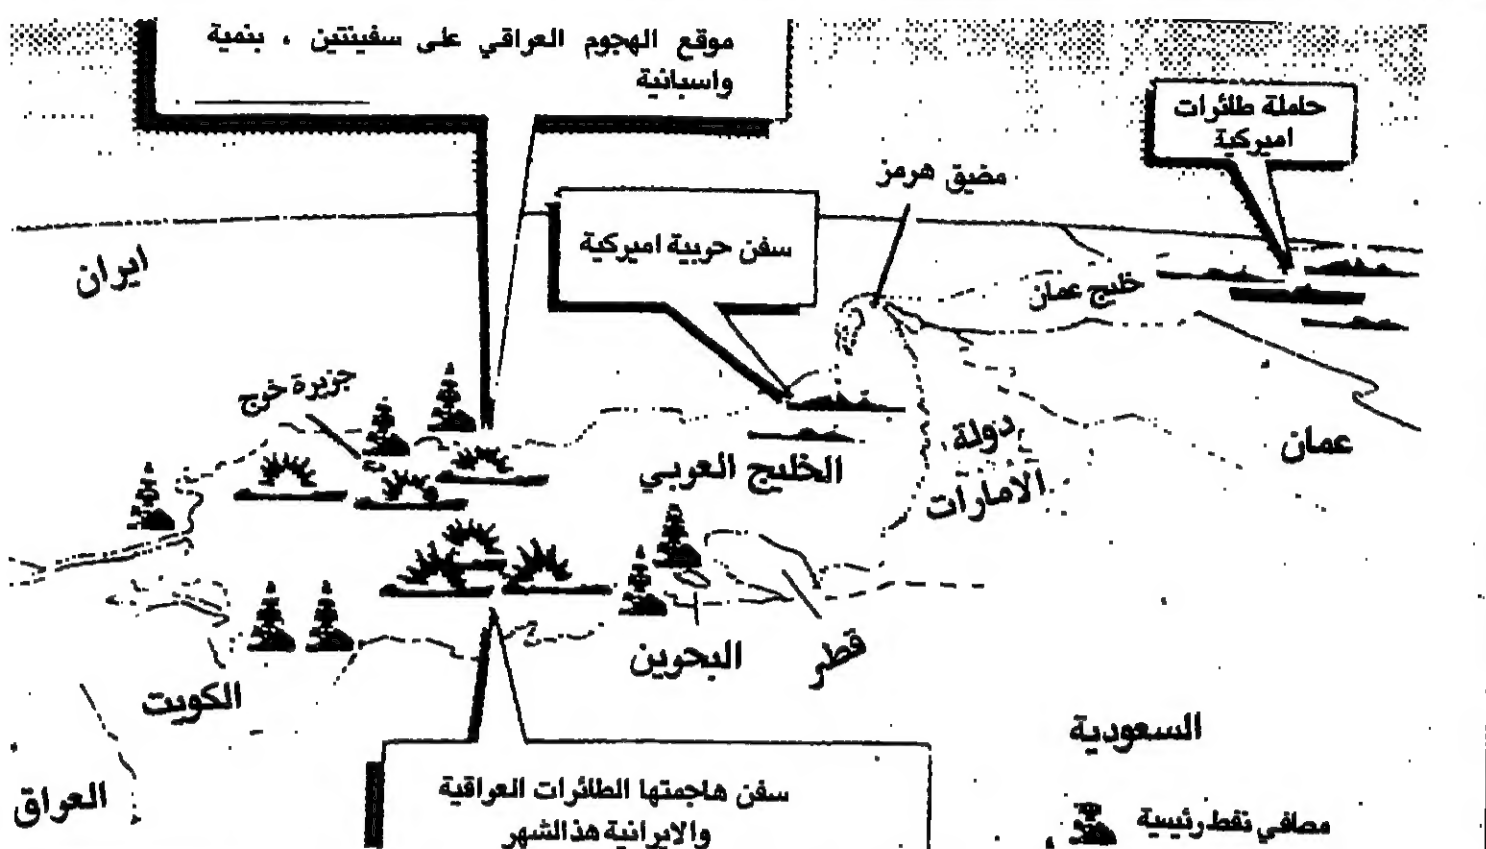 موقع الهجوم العراقي على سفينتين ، بنمية
واسبانية
حاملة طائرات
اميركية
مضيق هرمز
سفن حربية اميركية
ايران
خليج عمان
جزيرة خرج
عمان
دولة
الامارات
الخليج العربي
قطر
البحرين
الكويت
السعودية
العراق
سفن هاجمتها الطائرات العراقية
والايرانية هذالشهر
مصافي نفط رئيسية